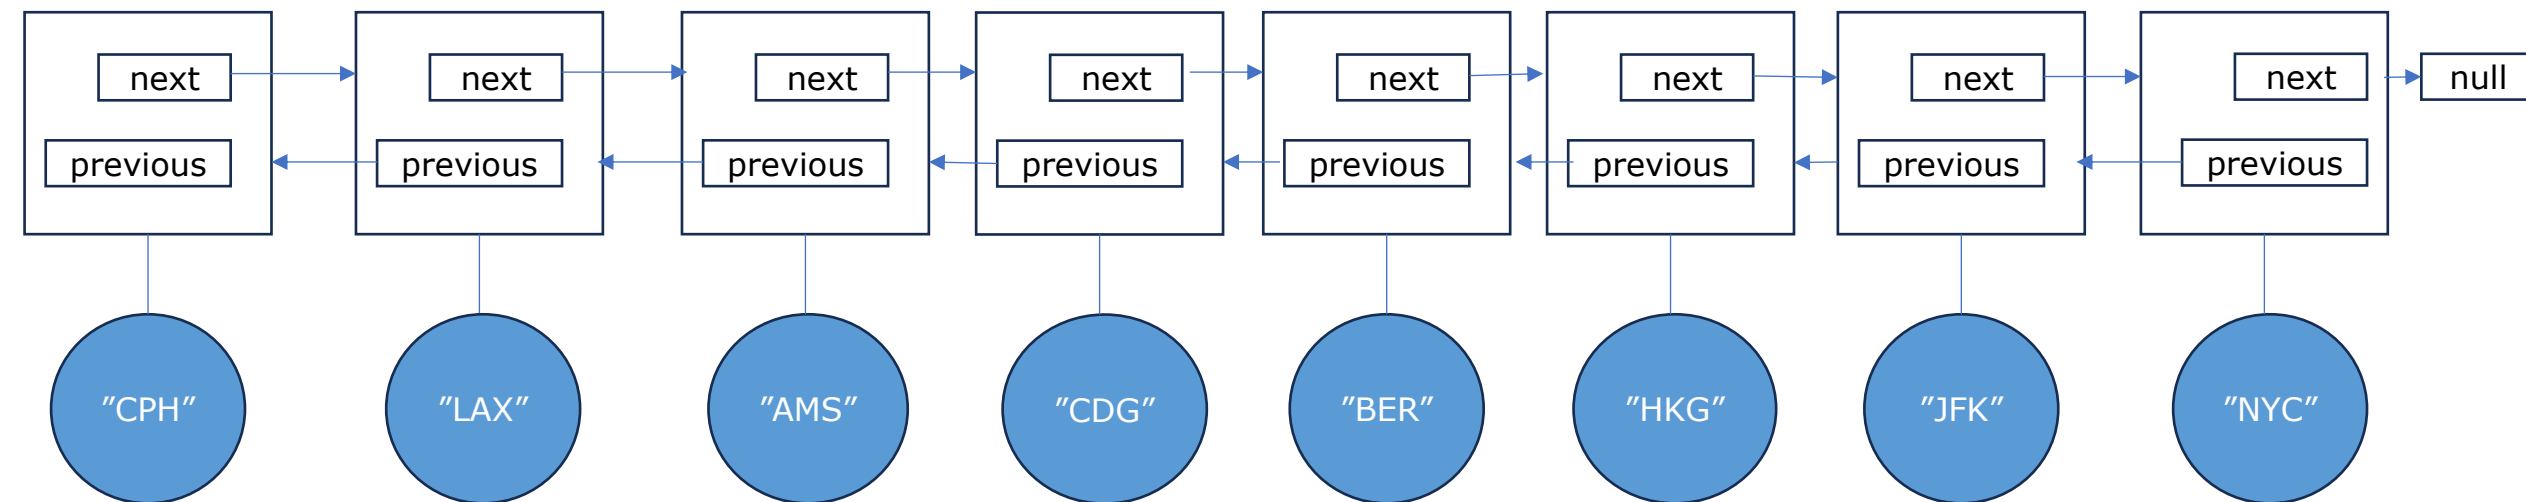 next next next next next next next next null
previous previous previous previous previous previous previous previous
″CPH″ ″LAX″ ″AMS″ ″CDG″ ″BER″ ″HKG″ ″JFK″ ″NYC″